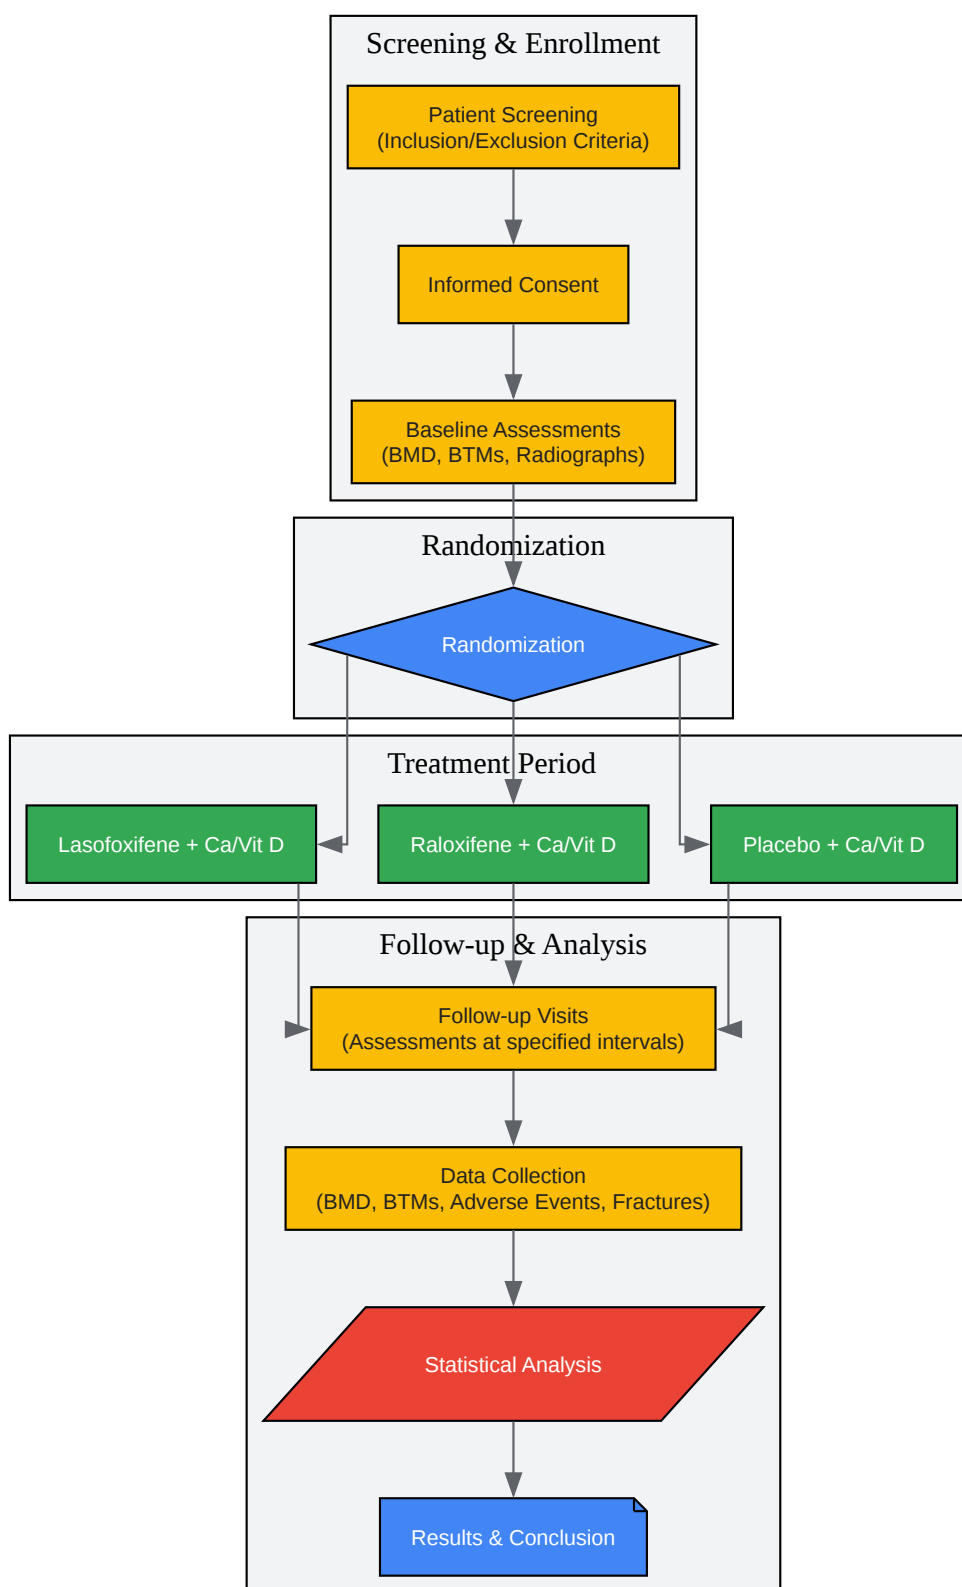 Screening & Enrollment
Patient Screening
(Inclusion/Exclusion Criteria)
Informed Consent
Baseline Assessments
(BMD, BTMs, Radiographs)
Randomization
Randomization
Treatment Period
Lasofoxifene + Ca/Vit D
Raloxifene + Ca/Vit D
Placebo + Ca/Vit D
Follow-up & Analysis
Follow-up Visits
(Assessments at specified intervals)
Data Collection
(BMD, BTMs, Adverse Events, Fractures)
Statistical Analysis
Results & Conclusion